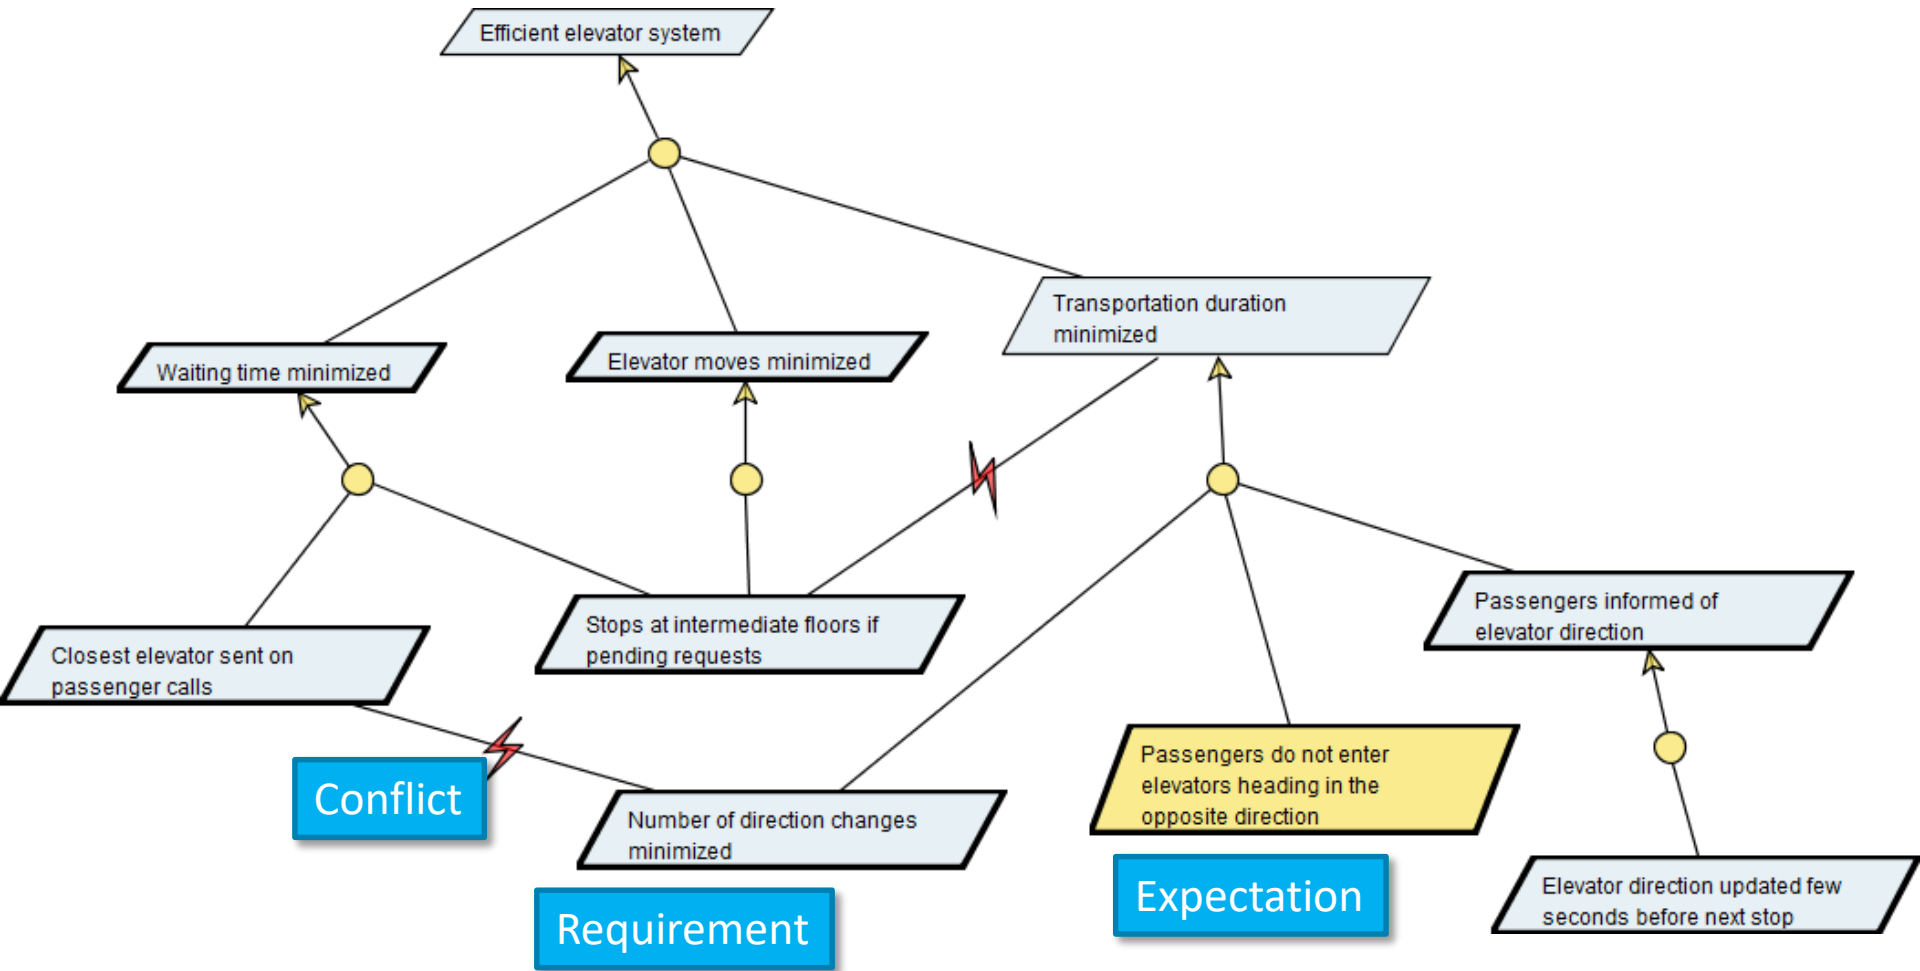 Efficient elevator system
Transportation duration
minimized
Waiting time minimized
Elevator moves minimized
Closest elevator sent on
passenger calls
Stops at intermediate floors if
pending requests
Passengers informed of
elevator direction
Conflict
Number of direction changes
minimized
Passengers do not enter
elevators heading in the
opposite direction
Requirement
Expectation
Elevator direction updated few
seconds before next stop